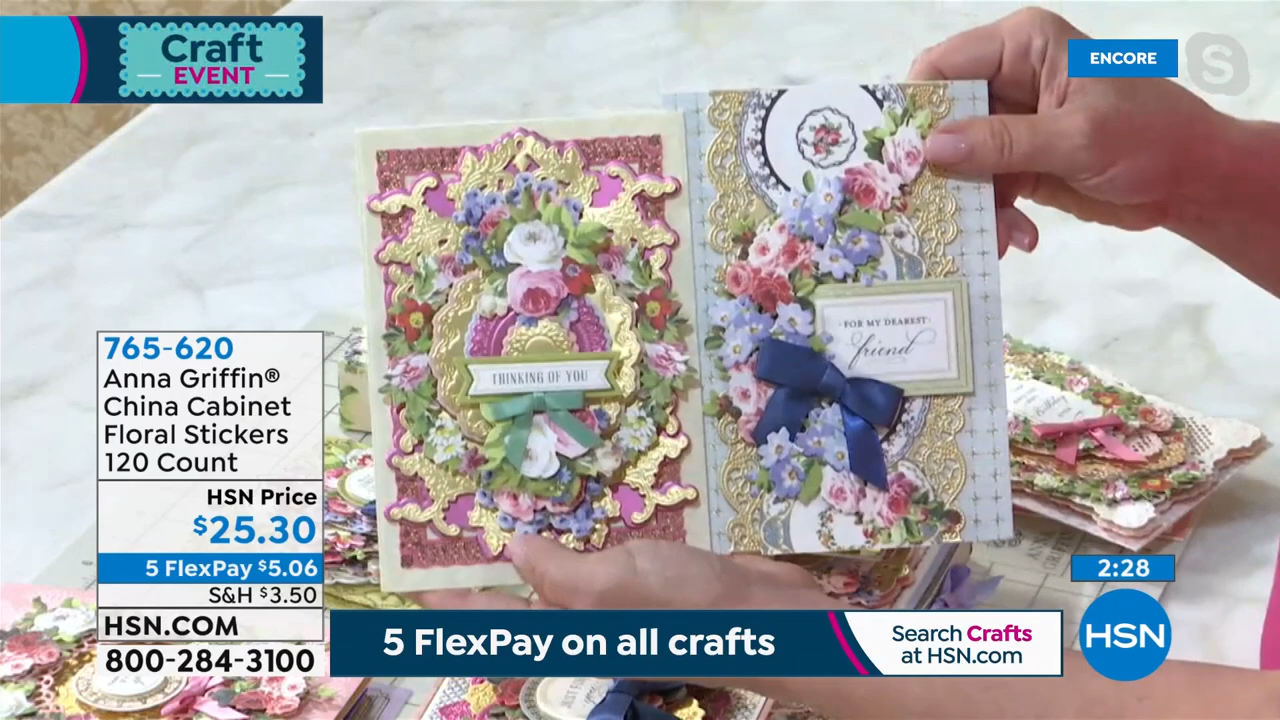 Craft
EVENT
ENCORE
S
THINKING OF YOU
FOR MY DEAREST
friend
765-620
Anna Griffin®
China Cabinet
Floral Stickers
120 Count
HSN Price
$25.30
5 FlexPay $5.06
S&H $3.50
HSN.COM
800-284-3100
5 FlexPay on all crafts
Search Crafts
at HSN.com
2:28
HSN